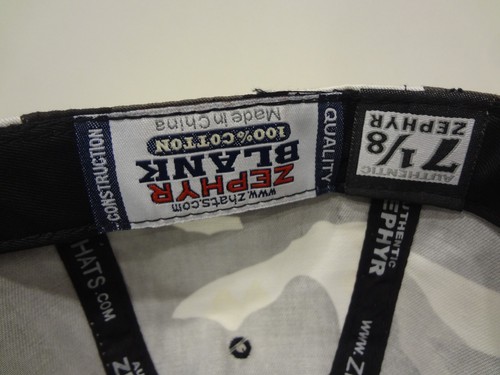 CONSTRUCTION
www.zhats.com
ZEPHYR
BLANK
100% COTTON
Made in China
QUALITY
AUTHENTIC
7 1/8
ZEPHYR
HATS.COM
AUTHENTIC
ZEPHYR
WWW.Z